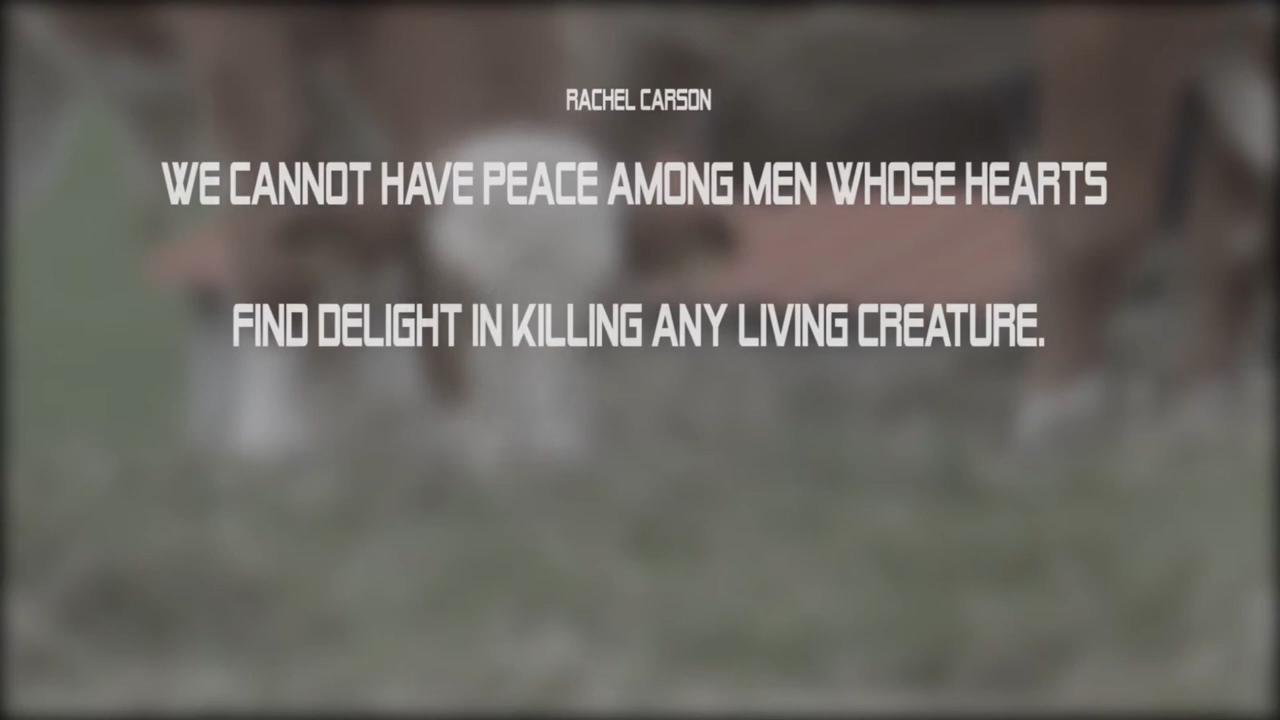 RACHEL CARSON
WE CANNOT HAVE PEACE AMONG MEN WHOSE HEARTS
FIND DELIGHT IN KILLING ANY LIVING CREATURE.